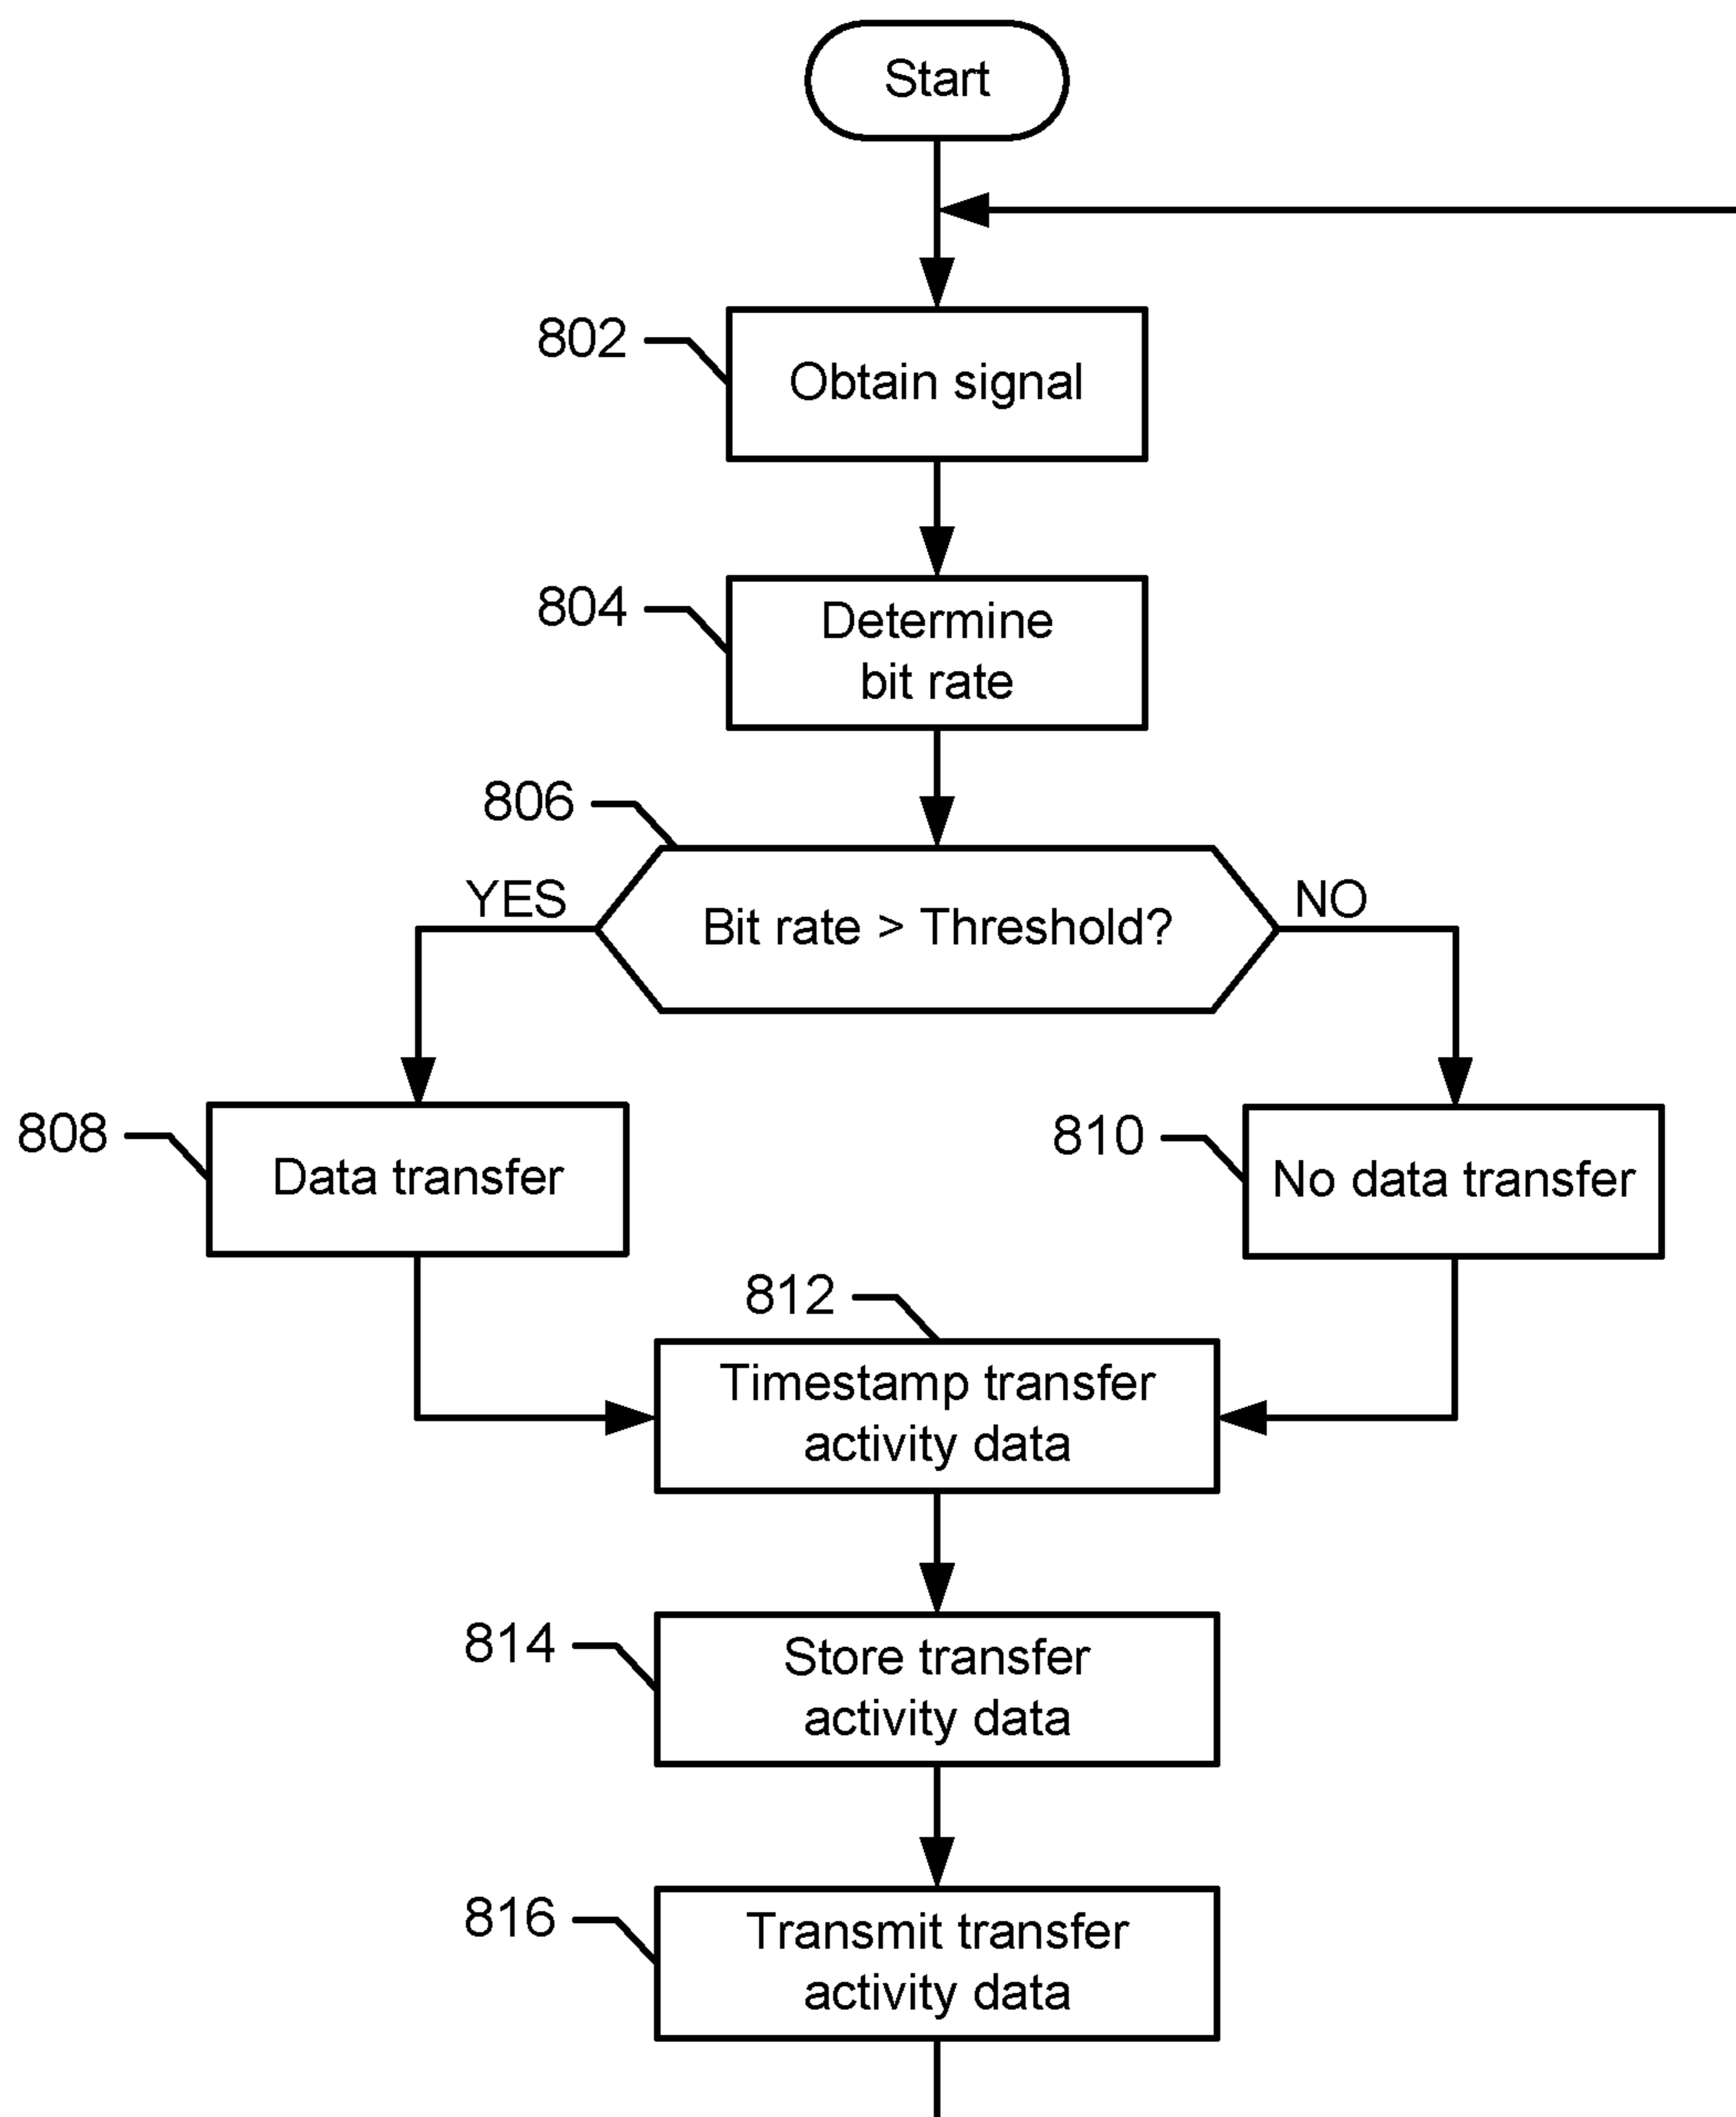 Start
802
Obtain signal
804
Determine
bit rate
806
YES
Bit rate > Threshold?
NO
808
Data transfer
810
No data transfer
812
Timestamp transfer
activity data
814
Store transfer
activity data
816
Transmit transfer
activity data